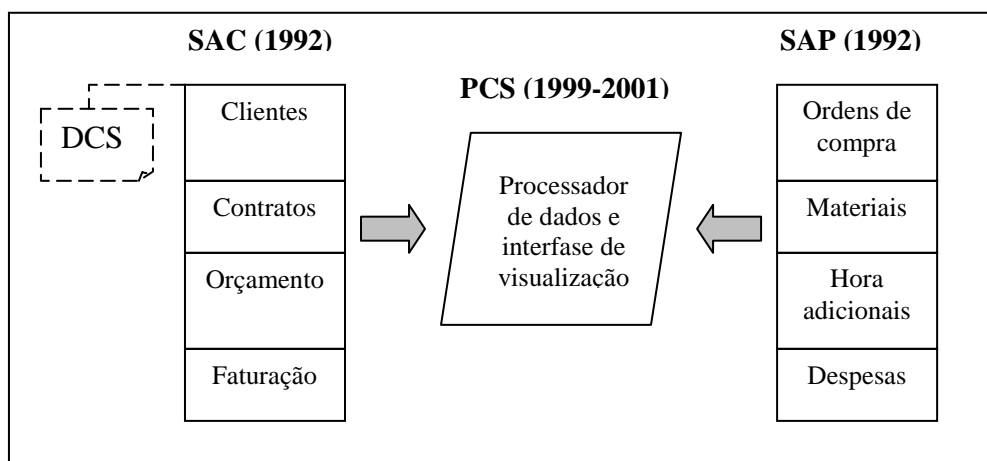 SAC (1992)
DCS
Clientes
Contratos
Orçamento
Faturação
PCS (1999-2001)
Processador
de dados e
interfase de
visualização
SAP (1992)
Ordens de
compra
Materiais
Hora
adicionais
Despesas